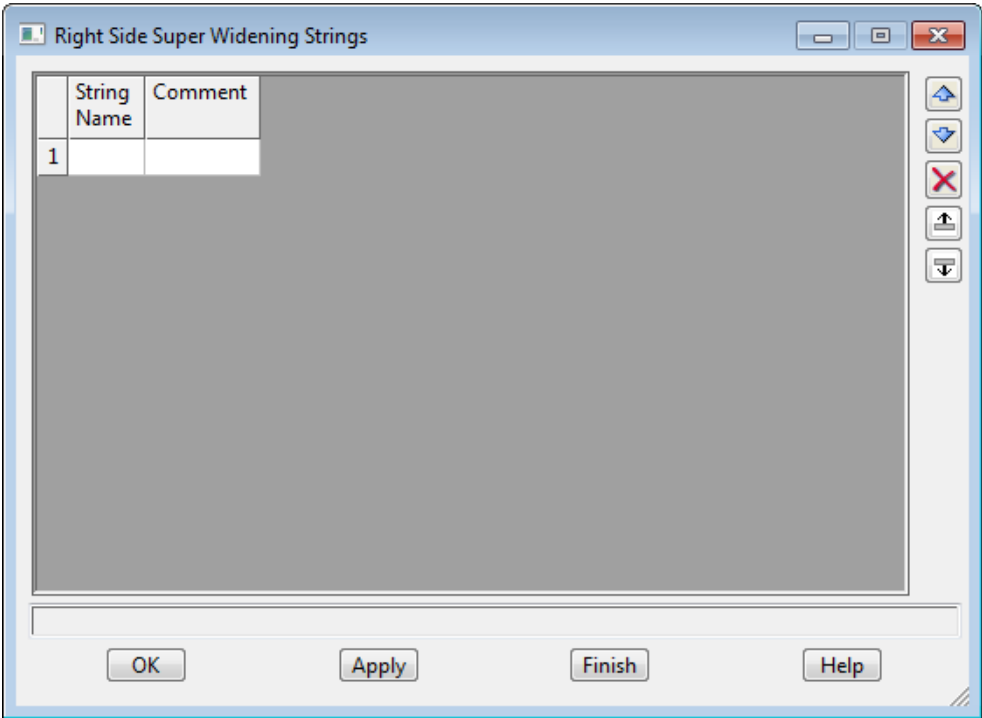 Right Side Super Widening Strings
String Name
Comment
1
OK
Apply
Finish
Help